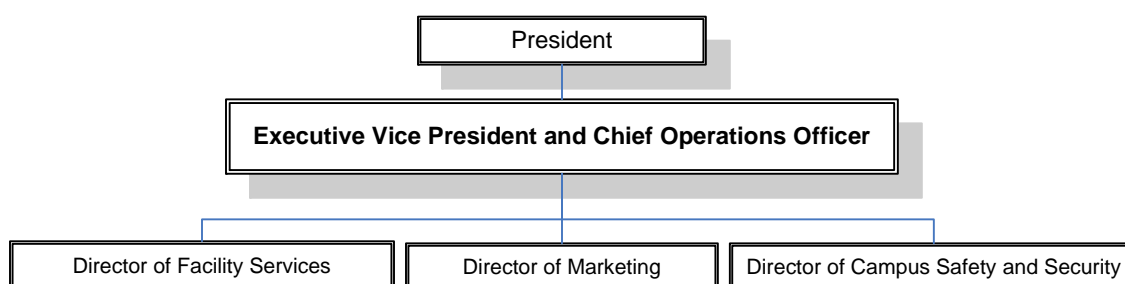 President
Executive Vice President and Chief Operations Officer
Director of Facility Services
Director of Marketing
Director of Campus Safety and Security